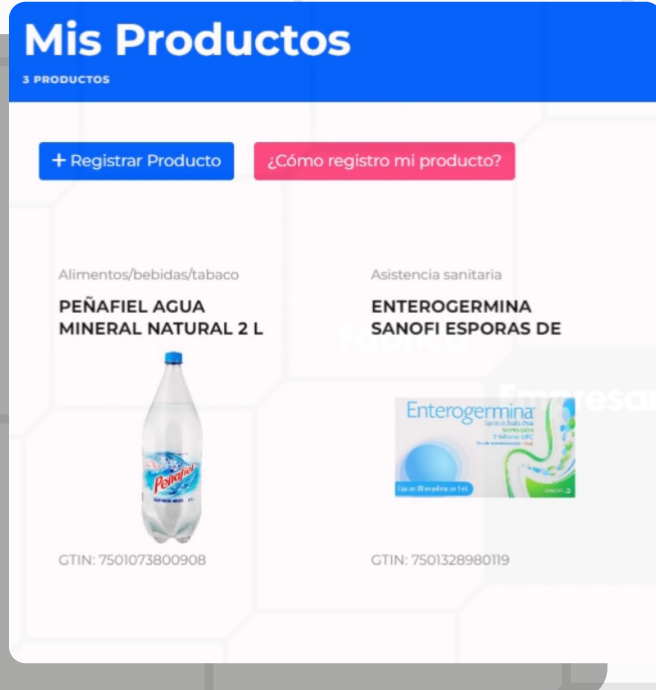 Mis Productos
3 PRODUCTOS
+ Registrar Producto
¿Cómo registro mi producto?
Alimentos/bebidas/tabaco
PEÑAFIEL AGUA
MINERAL NATURAL 2 L
Peñafiel
GTIN: 7501073800908
Asistencia sanitaria
ENTEROGERMINA
SANOFI ESPORAS DE
Enterogermina
GTIN: 7501328980119